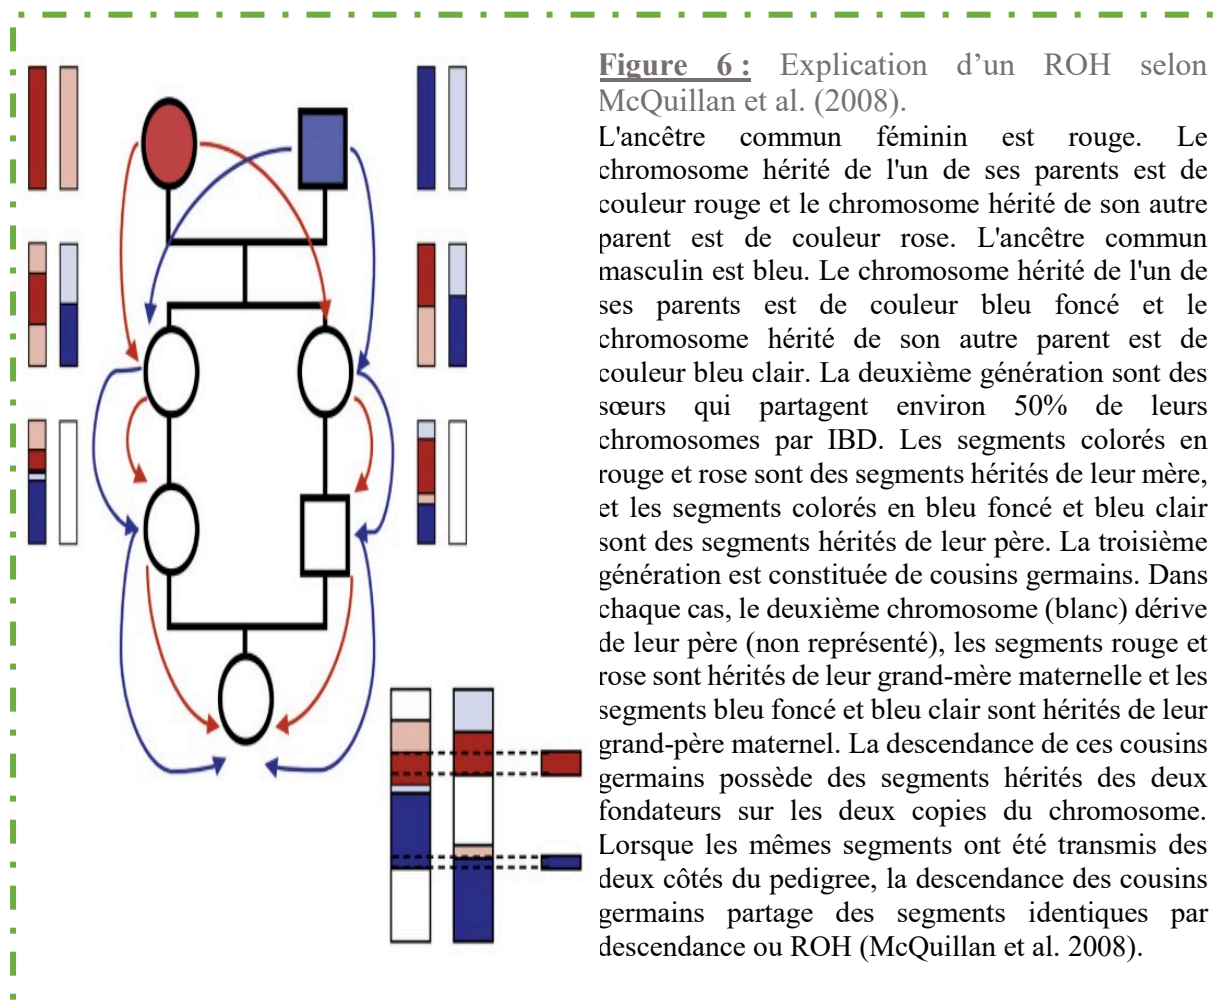 Figure 6 : Explication d’un ROH selon
McQuillan et al. (2008).
L'ancêtre commun féminin est rouge. Le
chromosome hérité de l'un de ses parents est de
couleur rouge et le chromosome hérité de son autre
parent est de couleur rose. L'ancêtre commun
masculin est bleu. Le chromosome hérité de l'un de
ses parents est de couleur bleu foncé et le
chromosome hérité de son autre parent est de
couleur bleu clair. La deuxième génération sont des
sœurs qui partagent environ 50% de leurs
chromosomes par IBD. Les segments colorés en
rouge et rose sont des segments hérités de leur mère,
et les segments colorés en bleu foncé et bleu clair
sont des segments hérités de leur père. La troisième
génération est constituée de cousins germains. Dans
chaque cas, le deuxième chromosome (blanc) dérive
de leur père (non représenté), les segments rouge et
rose sont hérités de leur grand-mère maternelle et les
segments bleu foncé et bleu clair sont hérités de leur
grand-père maternel. La descendance de ces cousins
germains possède des segments hérités des deux
fondateurs sur les deux copies du chromosome.
Lorsque les mêmes segments ont été transmis des
deux côtés du pedigree, la descendance des cousins
germains partage des segments identiques par
descendance ou ROH (McQuillan et al. 2008).